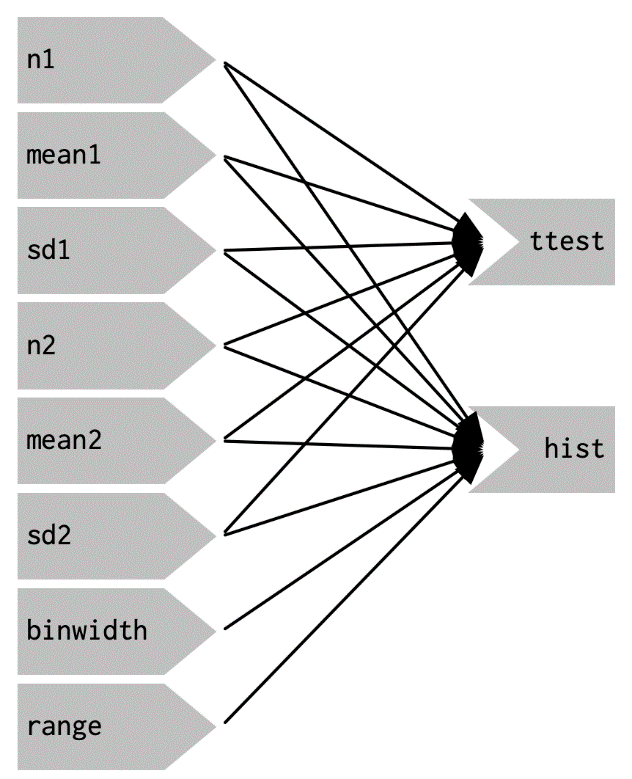 n1
mean1
sd1
n2
mean2
sd2
binwidth
range
ttest
hist